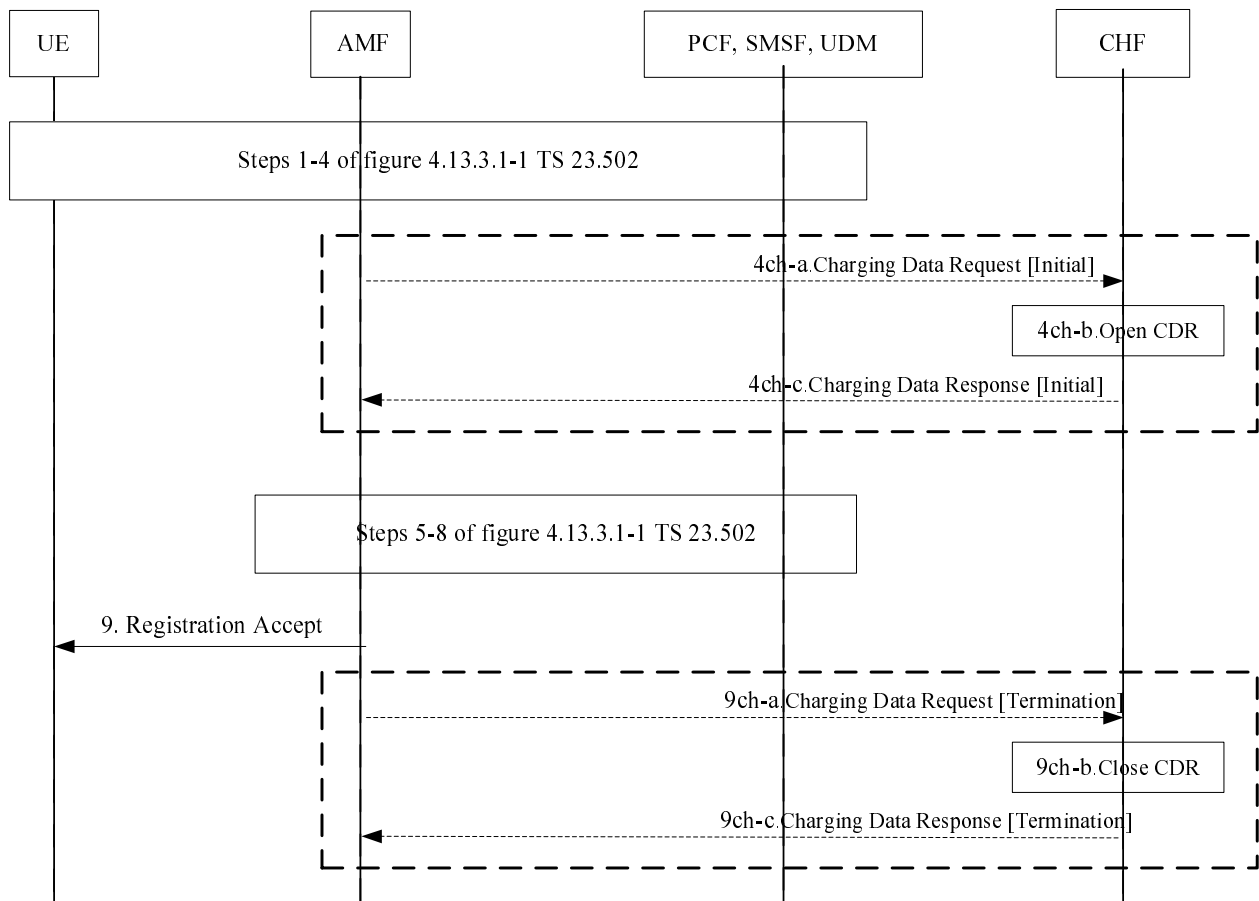 UE
AMF
PCF, SMSF, UDM
CHF
Steps 1-4 of figure 4.13.3.1-1 TS 23.502
4ch-a.Charging Data Request [Initial]
4ch-b.Open CDR
4ch-c.Charging Data Response [Initial]
Steps 5-8 of figure 4.13.3.1-1 TS 23.502
9. Registration Accept
9ch-a.Charging Data Request [Termination]
9ch-b.Close CDR
9ch-c.Charging Data Response [Termination]